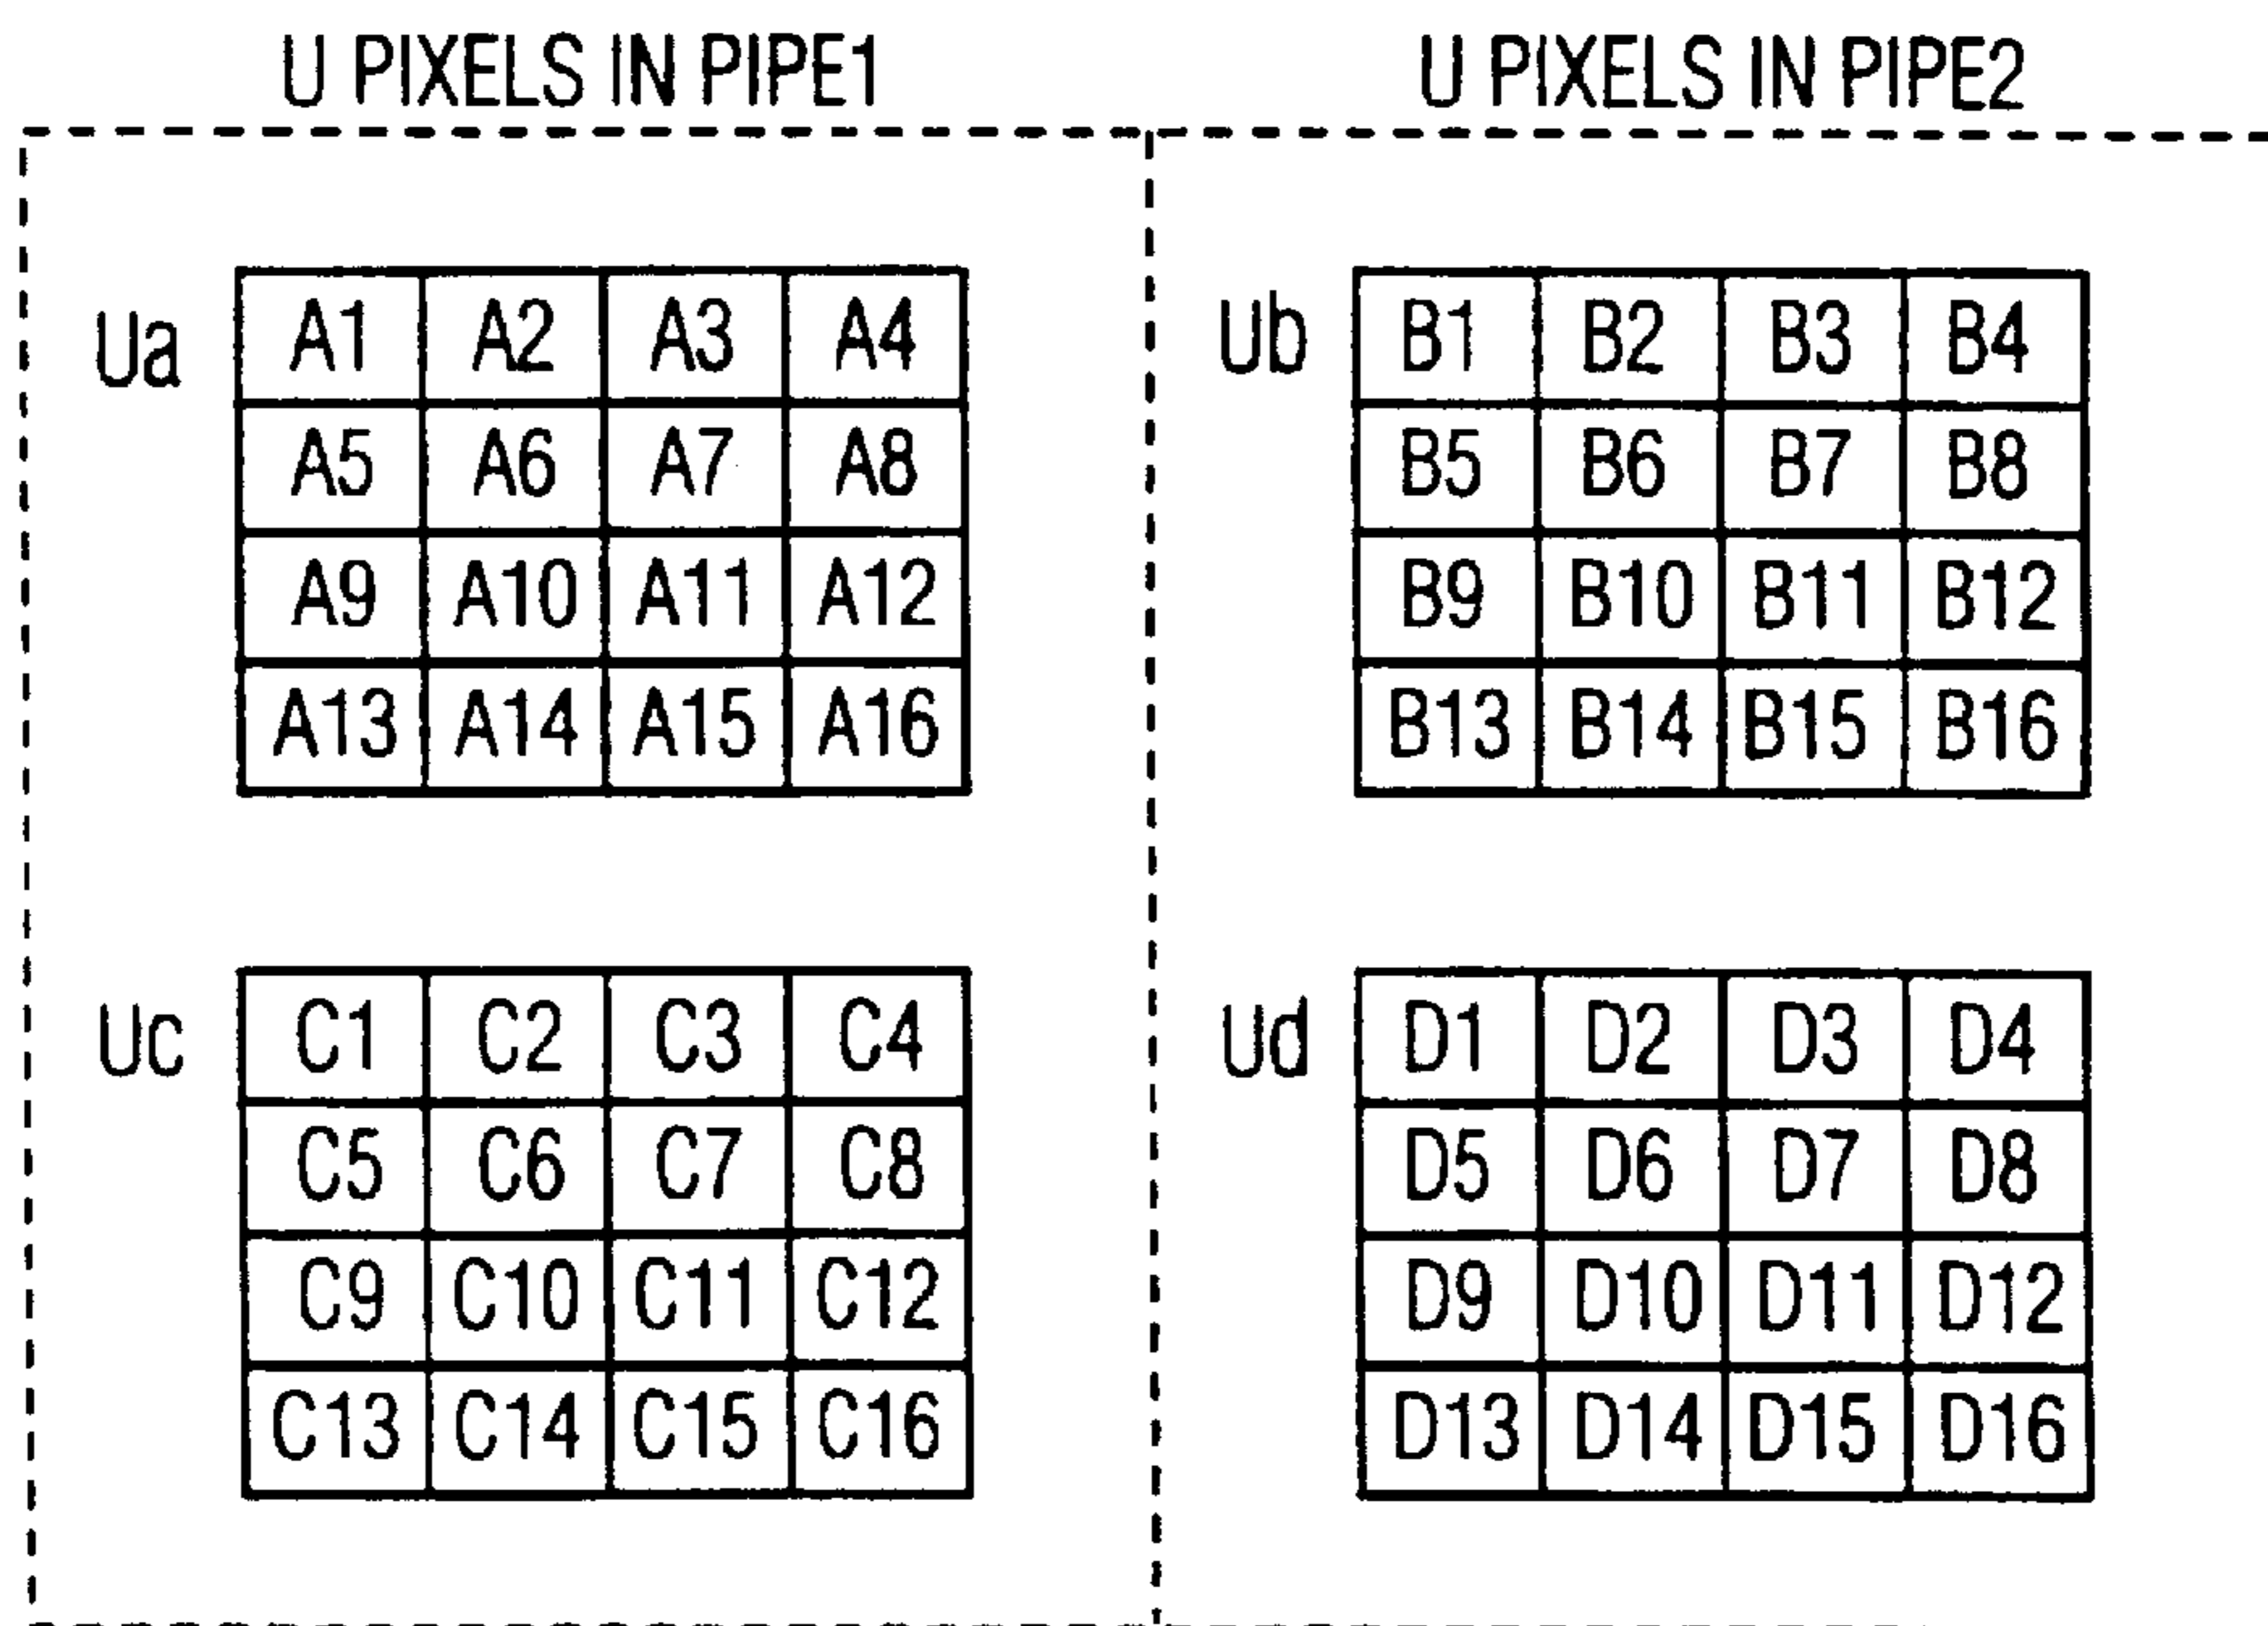 U PIXELS IN PIPE1
U PIXELS IN PIPE2
Ua
A1 A2 A3 A4
A5 A6 A7 A8
A9 A10 A11 A12
A13 A14 A15 A16
Ub
B1 B2 B3 B4
B5 B6 B7 B8
B9 B10 B11 B12
B13 B14 B15 B16
Uc
C1 C2 C3 C4
C5 C6 C7 C8
C9 C10 C11 C12
C13 C14 C15 C16
Ud
D1 D2 D3 D4
D5 D6 D7 D8
D9 D10 D11 D12
D13 D14 D15 D16